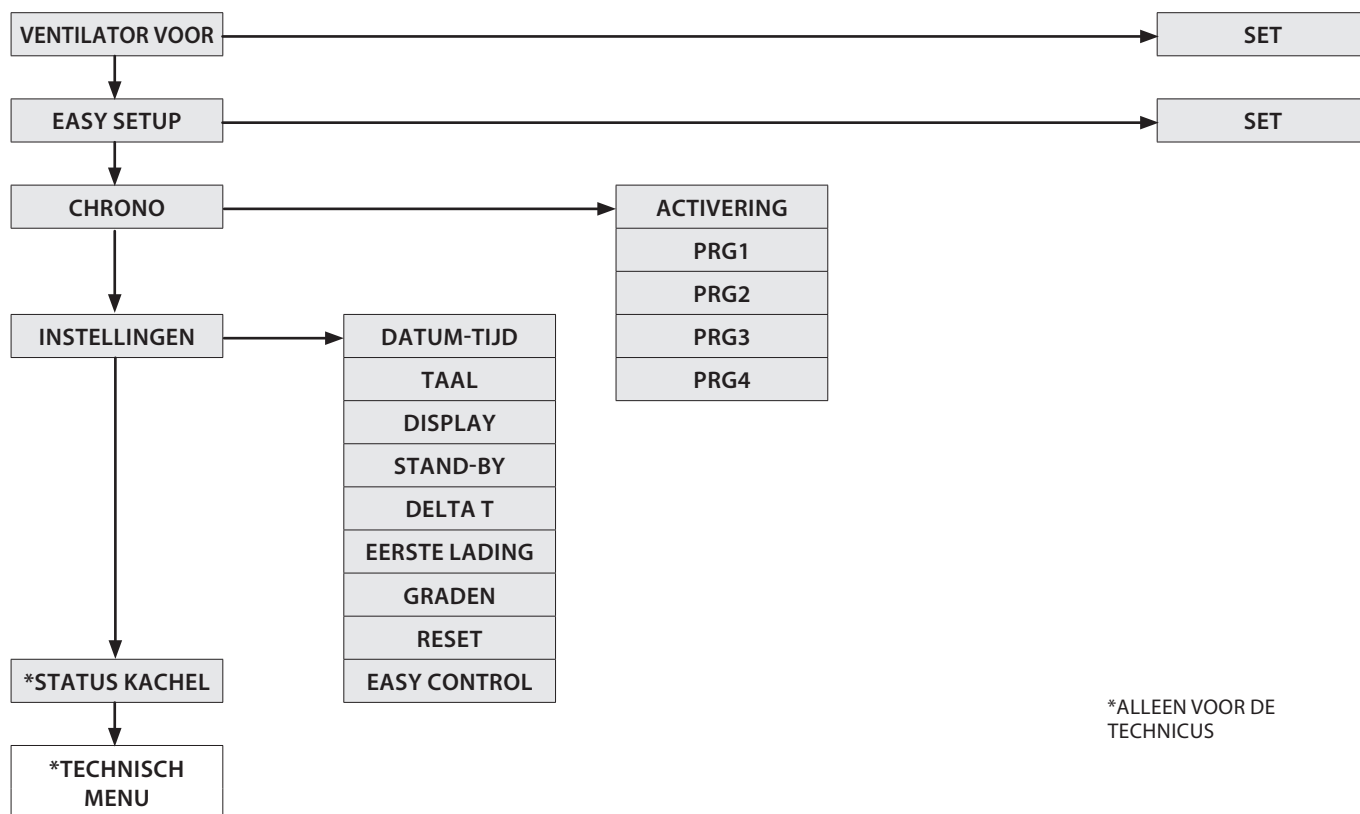 VENTILATOR VOOR
SET
EASY SETUP
SET
CHRONO
ACTIVERING
PRG1
PRG2
PRG3
PRG4
INSTELLINGEN
DATUM-TIJD
TAAL
DISPLAY
STAND-BY
DELTA T
EERSTE LADING
GRADEN
RESET
EASY CONTROL
*STATUS KACHEL
*TECHNISCH
MENU
*ALLEEN VOOR DE
TECHNICUS